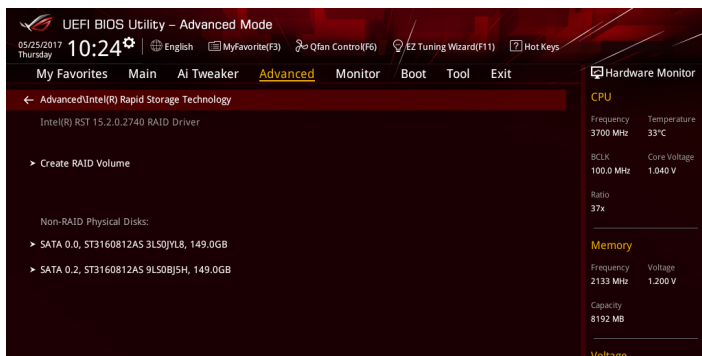 UEFI BIOS Utility – Advanced Mode
05/25/2017 Thursday 10:24 English MyFavorite(F3) Qfan Control(F6) EZ Tuning Wizard(F11) ? Hot Keys
My Favorites Main Ai Tweaker Advanced Monitor Boot Tool Exit
Hardware Monitor
← Advanced\Intel(R) Rapid Storage Technology
Intel(R) RST 15.2.0.2740 RAID Driver
> Create RAID Volume
Non-RAID Physical Disks:
> SATA 0.0, ST3160812AS 3LS0JYL8, 149.0GB
> SATA 0.2, ST3160812AS 9LS0BJ5H, 149.0GB
CPU
Frequency Temperature
3700 MHz 33°C
BCLK Core Voltage
100.0 MHz 1.040 V
Ratio
37x
Memory
Frequency Voltage
2133 MHz 1.200 V
Capacity
8192 MB
Voltage